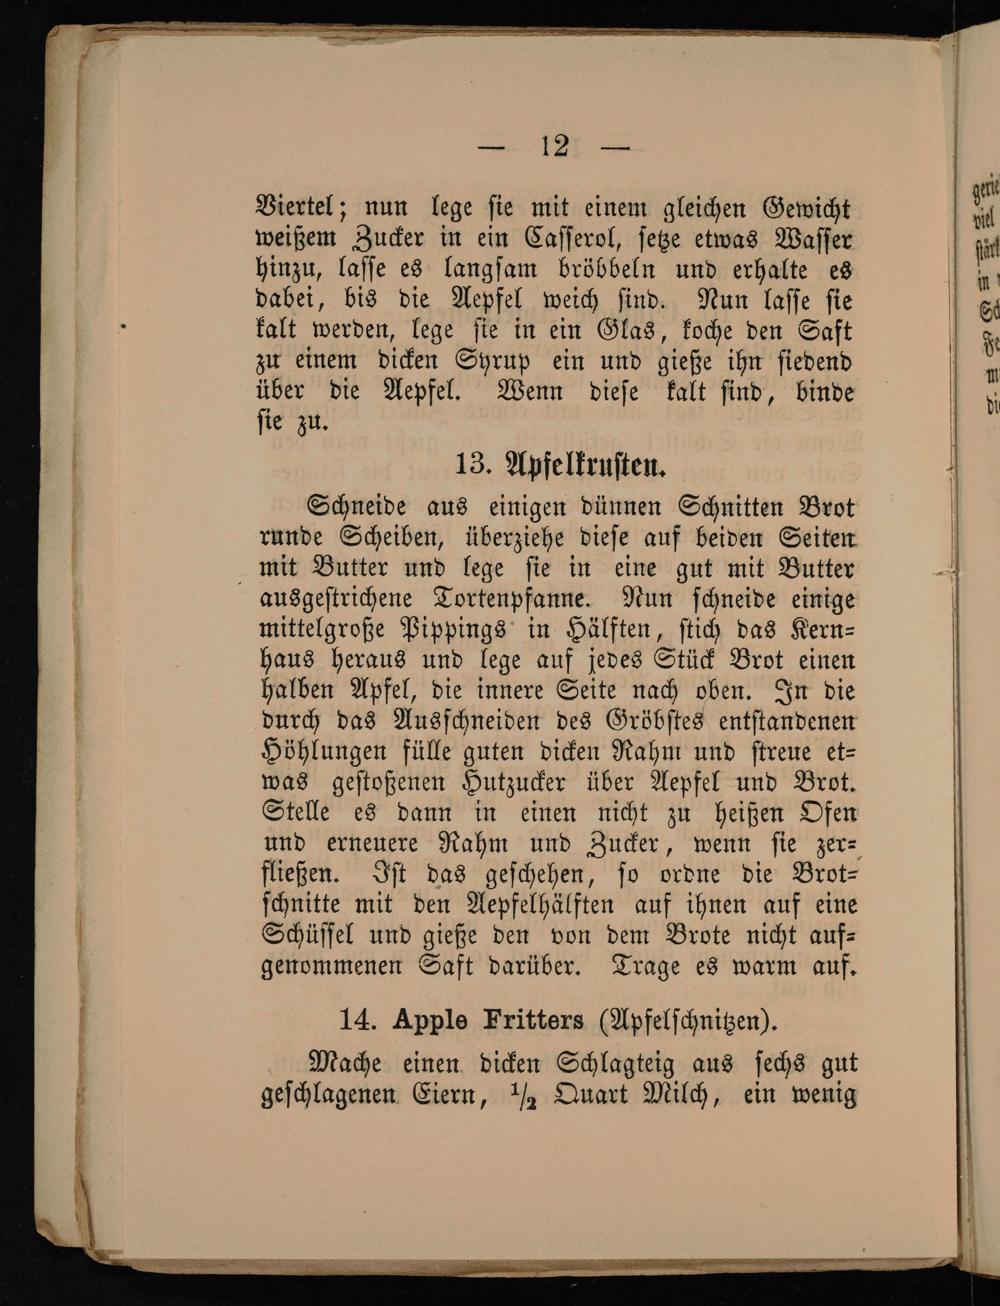 — 12 —
Viertel; nun lege sie mit einem gleichen Gewicht
weißem Zucker in ein Casserol, setze etwas Wasser
hinzu, lasse es langsam bröbbeln und erhalte es
dabei, bis die Aepfel weich sind. Nun lasse sie
kalt werden, lege sie in ein Glas, koche den Saft
zu einem dicken Syrup ein und gieße ihn siedend
über die Aepfel. Wenn diese kalt sind, binde
sie zu.
13. Apfelkrusten.
Schneide aus einigen dünnen Schnitten Brot
runde Scheiben, überziehe diese auf beiden Seiten
mit Butter und lege sie in eine gut mit Butter
ausgestrichene Tortenpfanne. Nun schneide einige
mittelgroße Pippings in Hälften, stich das Kern-
haus heraus und lege auf jedes Stück Brot einen
halben Apfel, die innere Seite nach oben. In die
durch das Ausschneiden des Gröbstes entstandenen
Höhlungen fülle guten dicken Rahm und streue et-
was gestoßenen Hutzucker über Aepfel und Brot.
Stelle es dann in einen nicht zu heißen Ofen
und erneuere Rahm und Zucker, wenn sie zer-
fließen. Ist das geschehen, so ordne die Brot-
schnitte mit den Aepfelhälften auf ihnen auf eine
Schüssel und gieße den von dem Brote nicht auf-
genommenen Saft darüber. Trage es warm auf.
14. Apple Fritters (Apfelschnitzen).
Mache einen dicken Schlagteig aus sechs gut
geschlagenen Eiern, 1/2 Quart Milch, ein wenig
viel
in